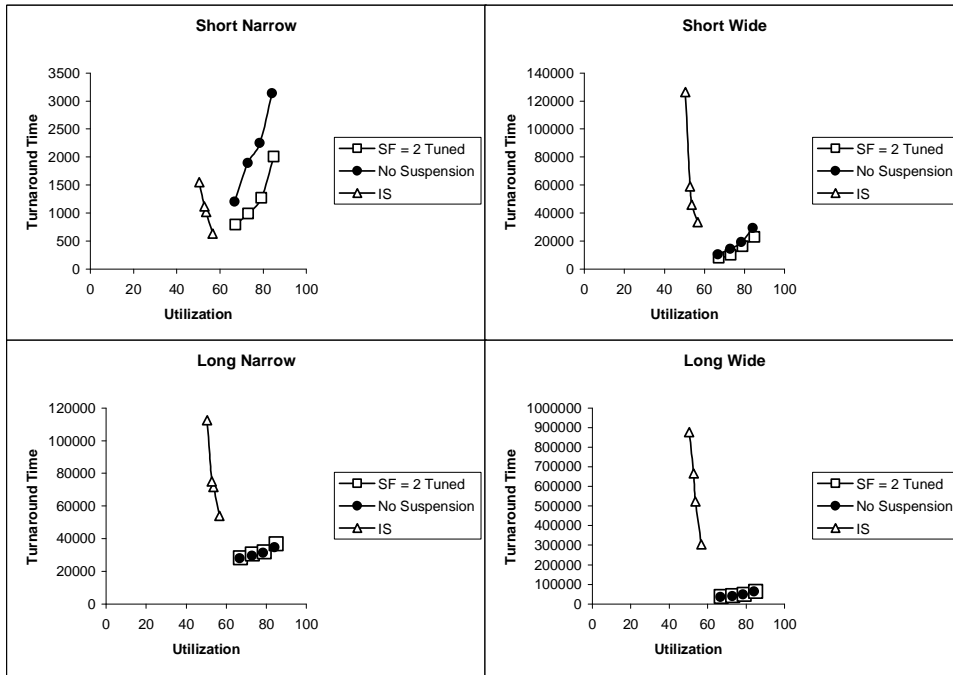 Short Narrow
3500
3000
2500
2000
1500
1000
500
0
0 20 40 60 80 100
Turnaround Time
Utilization
SF = 2 Tuned
No Suspension
IS
Short Wide
140000
120000
100000
80000
60000
40000
20000
0
0 20 40 60 80 100
Turnaround Time
Utilization
SF = 2 Tuned
No Suspension
IS
Long Narrow
120000
100000
80000
60000
40000
20000
0
0 20 40 60 80 100
Turnaround Time
Utilization
SF = 2 Tuned
No Suspension
IS
Long Wide
1000000
900000
800000
700000
600000
500000
400000
300000
200000
100000
0
0 20 40 60 80 100
Turnaround Time
Utilization
SF = 2 Tuned
No Suspension
IS